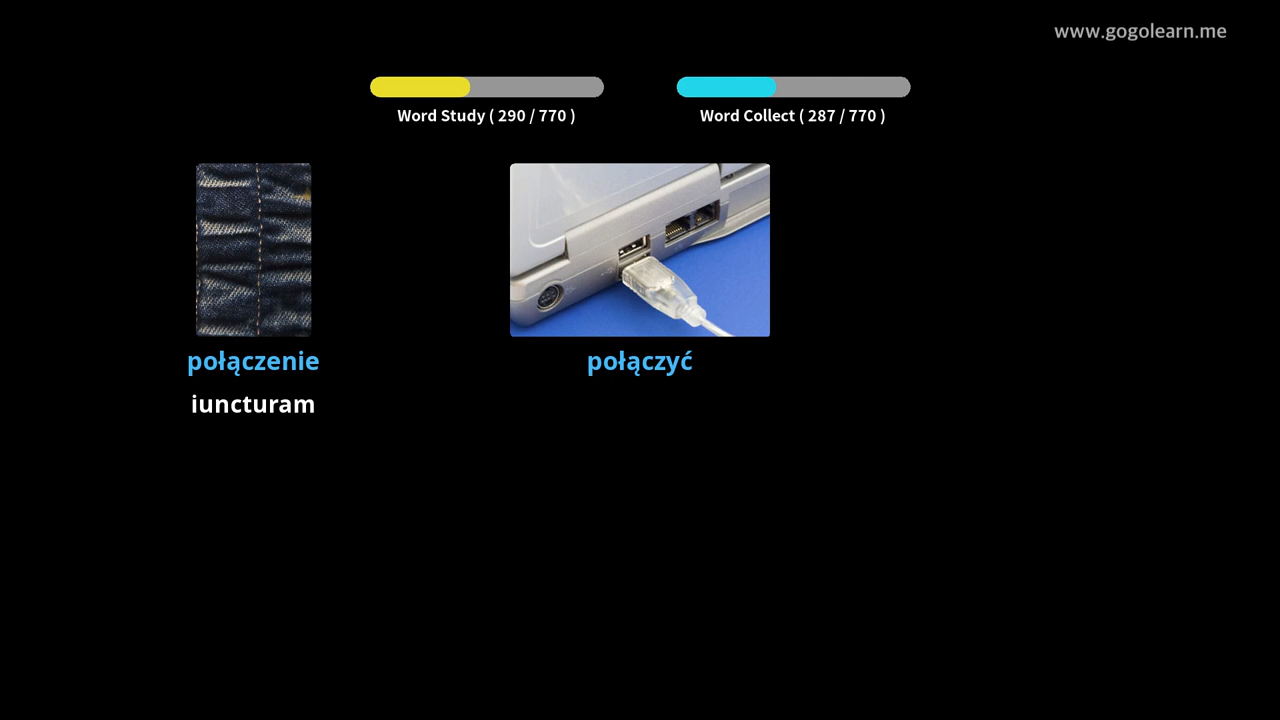 www.gogolearn.me
Word Study ( 290 / 770 )
Word Collect ( 287 / 770 )
połączenie
połączyć
iuncturam